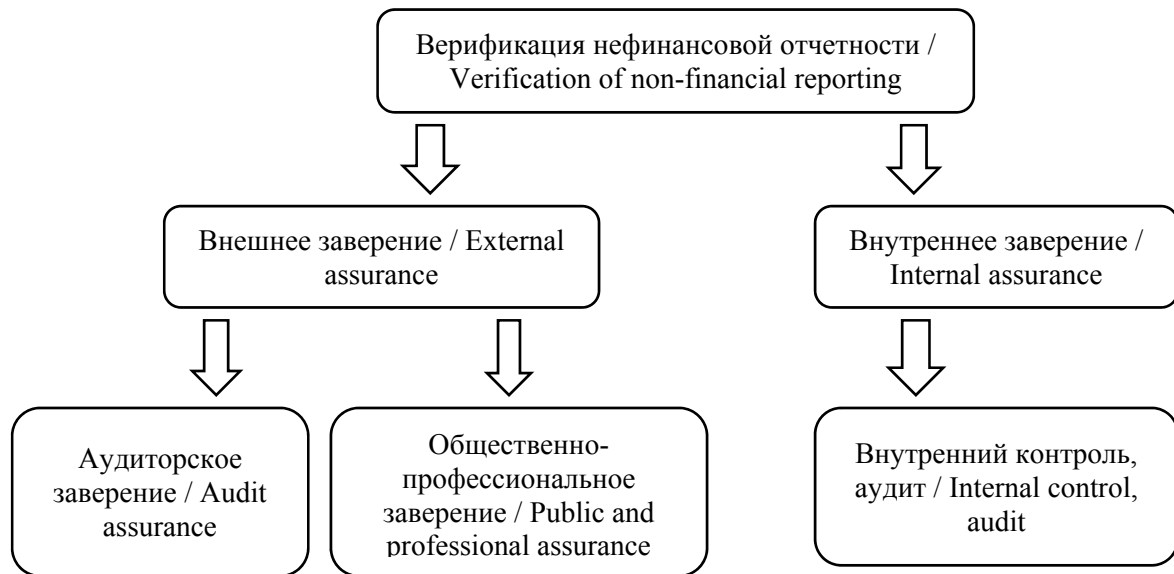 Верификация нефинансовой отчетности /
Verification of non-financial reporting
Внешнее заверение / External
assurance
Внутреннее заверение /
Internal assurance
Аудиторское
заверение / Audit
assurance
Общественно-
профессиональное
заверение / Public and
professional assurance
Внутренний контроль,
аудит / Internal control,
audit